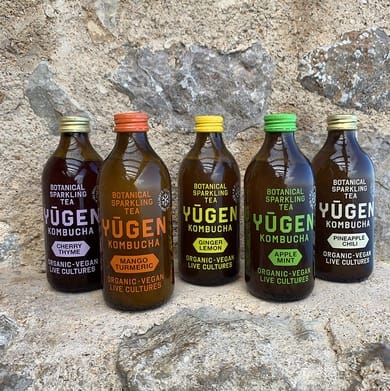 BOTANICAL
SPARKLING
TEA
YŪGEN
KOMBUCHA
CHERRY
THYME
ORGANIC-VEGAN
LIVE CULTURES
BOTANICAL
SPARKLING
TEA
YŪGEN
KOMBUCHA
MANGO
TURMERIC
ORGANIC-VEGAN
LIVE CULTURES
BOTANICAL
SPARKLING
TEA
YŪGEN
KOMBUCHA
GINGER
LEMON
ORGANIC-VEGAN
LIVE CULTURES
BOTANICAL
SPARKLING
TEA
YŪGEN
KOMBUCHA
APPLE
MINT
ORGANIC-VEGAN
LIVE CULTURES
BOTANICAL
SPARKLING
TEA
YŪGEN
KOMBUCHA
PINEAPPLE
CHILI
ORGANIC-VEGAN
LIVE CULTURES